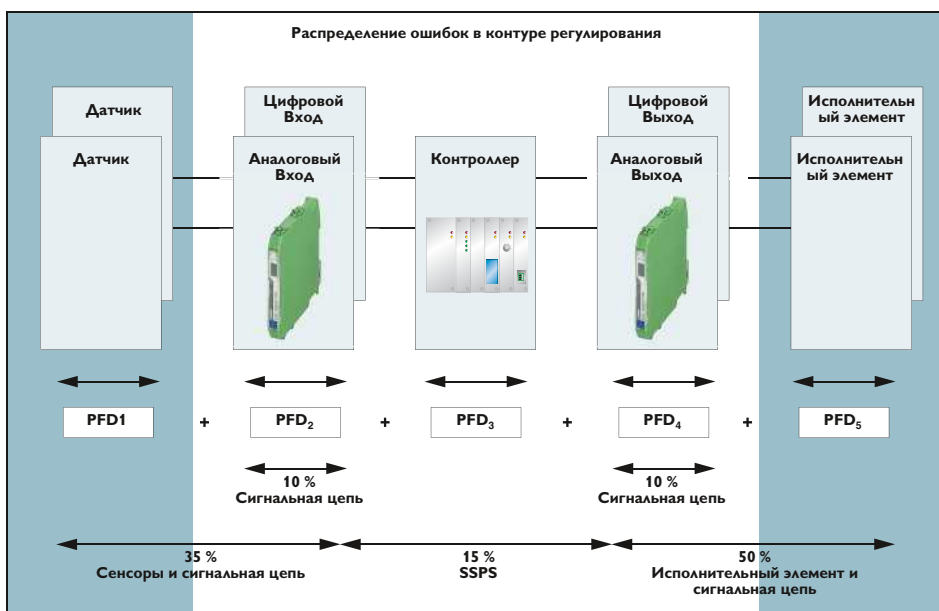 Распределение ошибок в контуре регулирования
Датчик
Датчик
Цифровой
Вход
Аналоговый
Вход
Контроллер
Цифровой
Выход
Аналоговый
Выход
Исполнительн
ый элемент
Исполнительн
ый элемент
PFD1 + PFD₂ + PFD₃ + PFD₄ + PFD₅
10 %
Сигнальная цепь
10 %
Сигнальная цепь
35 %
Сенсоры и сигнальная цепь
15 %
SSPS
50 %
Исполнительный элемент и
сигнальная цепь